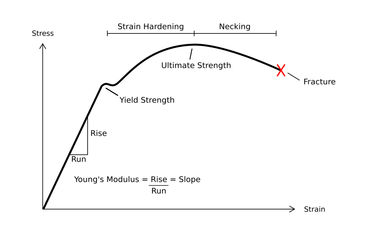 Strain Hardening
Necking
Stress
Ultimate Strength
Fracture
Yield Strength
Rise
Run
Young's Modulus = Rise = Slope
Run
Strain